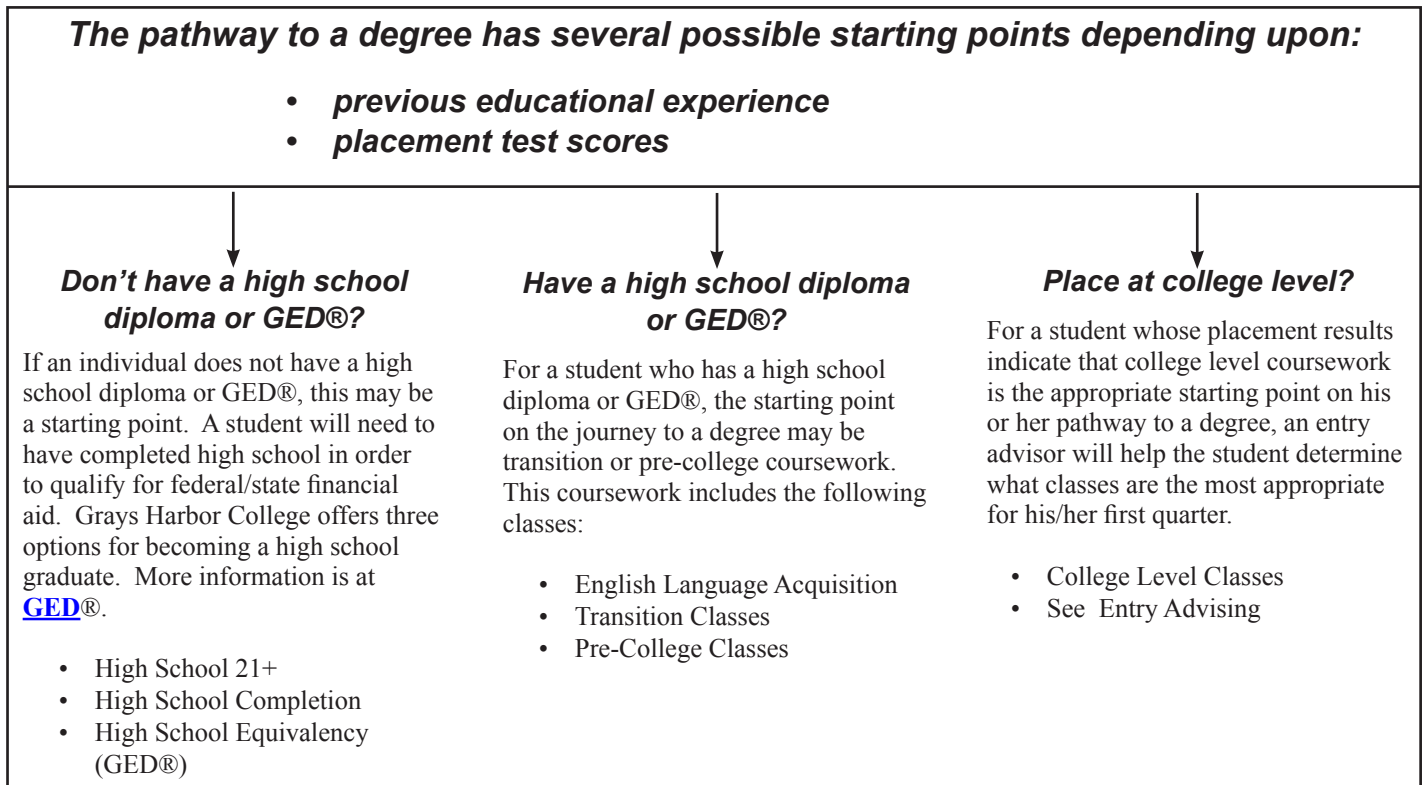 The pathway to a degree has several possible starting points depending upon:
• previous educational experience
• placement test scores
Don't have a high school
diploma or GED®?
If an individual does not have a high
school diploma or GED®, this may be
a starting point.  A student will need to
have completed high school in order
to qualify for federal/state financial
aid.  Grays Harbor College offers three
options for becoming a high school
graduate.  More information is at
GED®.
• High School 21+
• High School Completion
• High School Equivalency
(GED®)
Have a high school diploma
or GED®?
For a student who has a high school
diploma or GED®, the starting point
on the journey to a degree may be
transition or pre-college coursework.
This coursework includes the following
classes:
• English Language Acquisition
• Transition Classes
• Pre-College Classes
Place at college level?
For a student whose placement results
indicate that college level coursework
is the appropriate starting point on his
or her pathway to a degree, an entry
advisor will help the student determine
what classes are the most appropriate
for his/her first quarter.
• College Level Classes
• See  Entry Advising